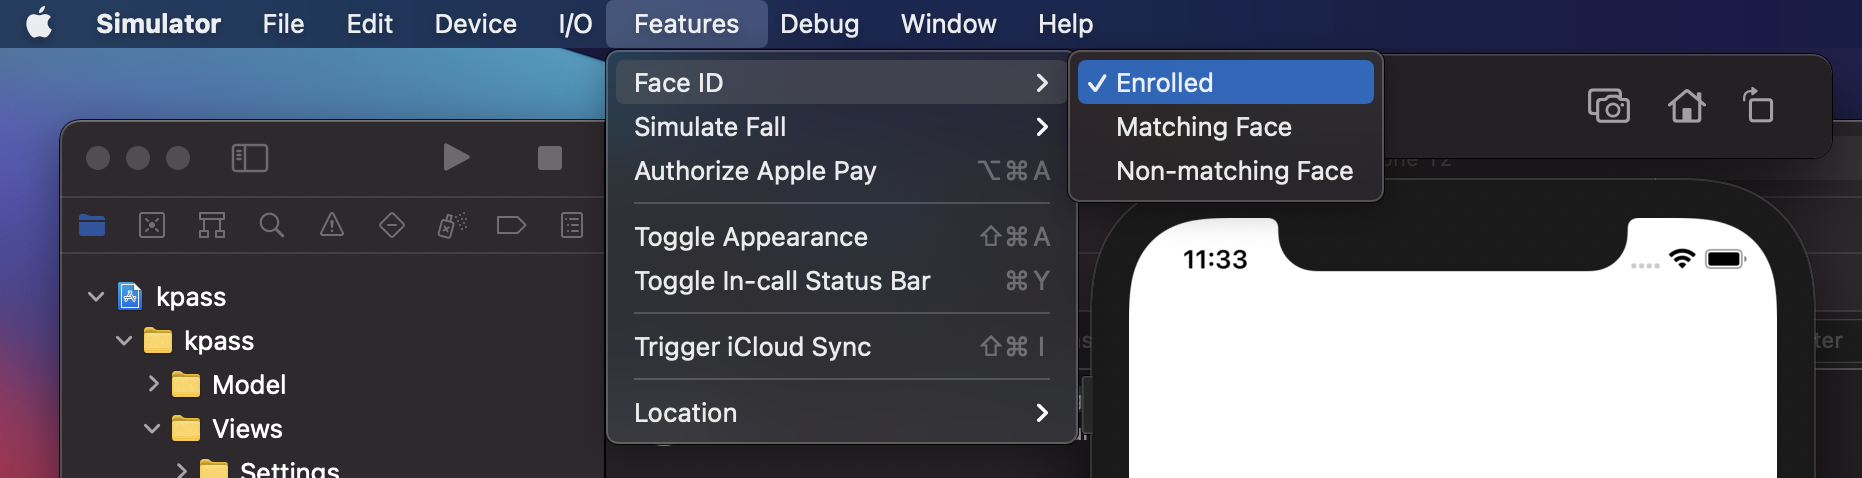 Simulator File Edit Device I/O Features Debug Window Help
Face ID
Simulate Fall
Authorize Apple Pay ⌥⌘A
Toggle Appearance ⇧⌘A
Toggle In-call Status Bar ⌘Y
Trigger iCloud Sync ⇧⌘I
Location
✓ Enrolled
Matching Face
Non-matching Face
kpass
kpass
Model
Views
Settings
11:33